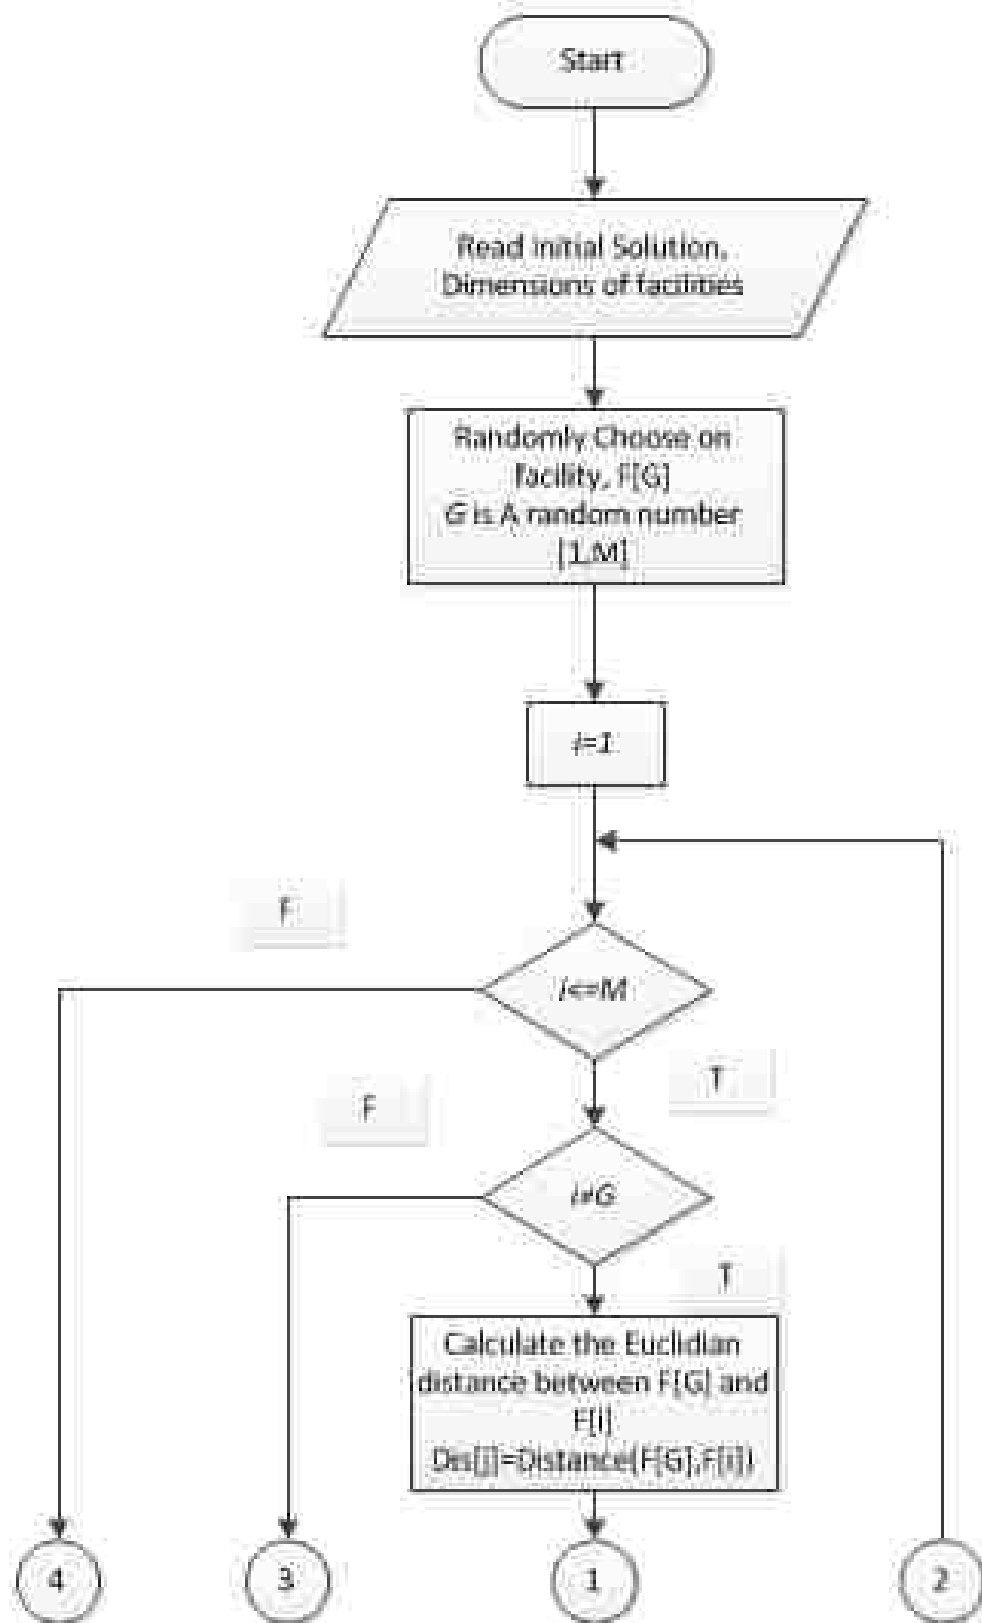 Start
Read Initial Solution,
Dimensions of facilities
Randomly Choose on
facility, F[G]
G is A random number
[1,M]
i=1
F
i<=M
T
F
i≠G
T
Calculate the Euclidian
distance between F[G] and
F[i]
Dis[j]=Distance(F[G],F[i])
4
3
1
2